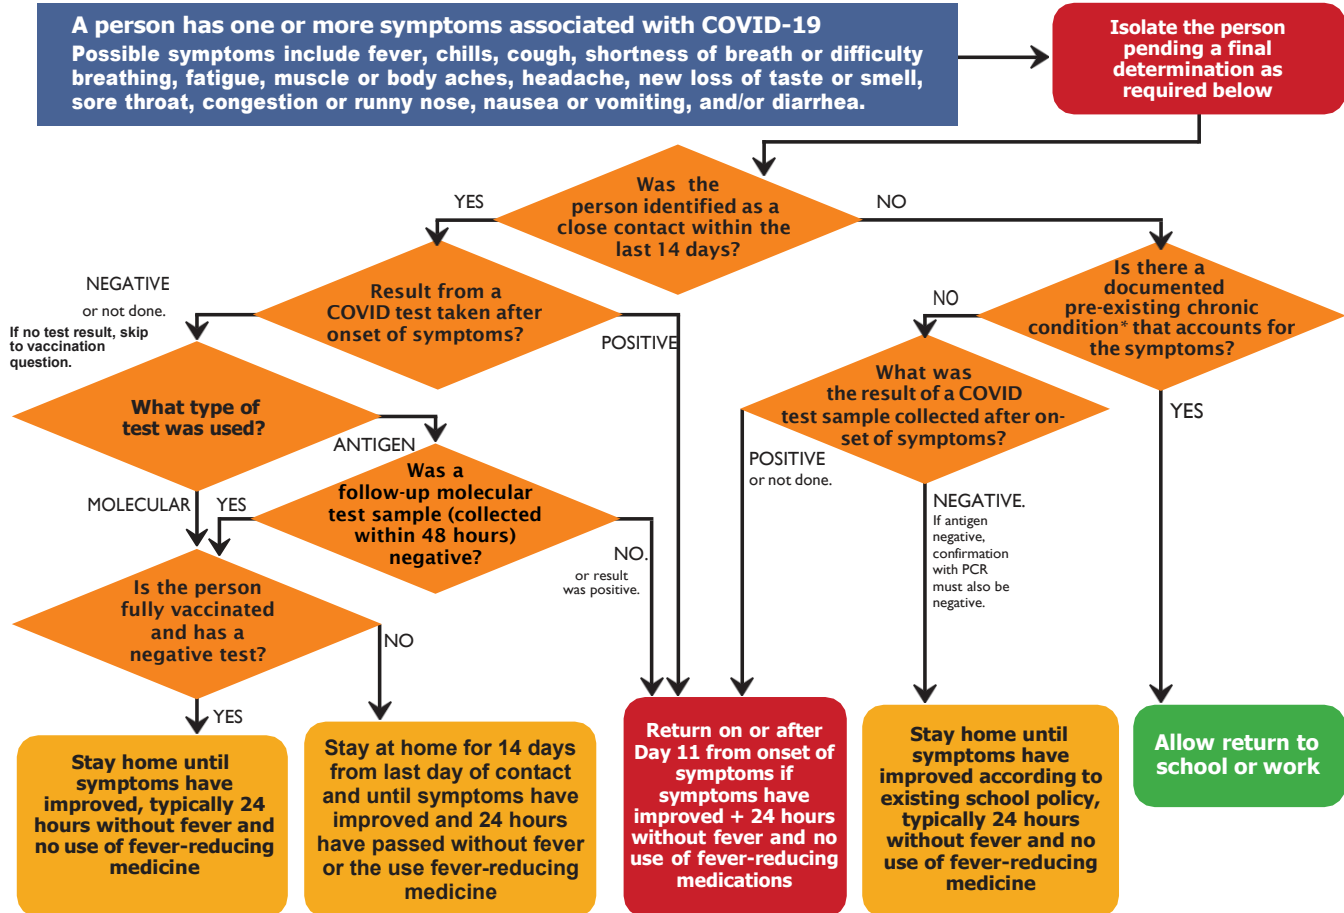 A person has one or more symptoms associated with COVID-19
Possible symptoms include fever, chills, cough, shortness of breath or difficulty
breathing, fatigue, muscle or body aches, headache, new loss of taste or smell,
sore throat, congestion or runny nose, nausea or vomiting, and/or diarrhea.
Isolate the person
pending a final
determination as
required below
Was the
person identified as a
close contact within the
last 14 days?
YES
NO
Result from a
COVID test taken after
onset of symptoms?
NEGATIVE
or not done.
If no test result, skip
to vaccination
question.
POSITIVE
Is there a
documented
pre-existing chronic
condition* that accounts for
the symptoms?
NO
YES
What was
the result of a COVID
test sample collected after on-
set of symptoms?
POSITIVE
or not done.
NEGATIVE.
If antigen
negative,
confirmation
with PCR
must also be
negative.
What type of
test was used?
ANTIGEN
MOLECULAR
Was a
follow-up molecular
test sample (collected
within 48 hours)
negative?
YES
NO.
or result
was positive.
Is the person
fully vaccinated
and has a
negative test?
NO
YES
Stay home until
symptoms have
improved, typically 24
hours without fever and
no use of fever-reducing
medicine
Stay at home for 14 days
from last day of contact
and until symptoms have
improved and 24 hours
have passed without fever
or the use fever-reducing
medicine
Return on or after
Day 11 from onset of
symptoms if
symptoms have
improved + 24 hours
without fever and no
use of fever-reducing
medications
Stay home until
symptoms have
improved according to
existing school policy,
typically 24 hours
without fever and no
use of fever-reducing
medicine
Allow return to
school or work